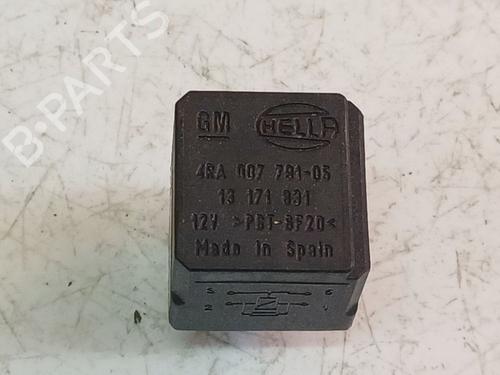 B-PARTS
GM HELLA
4RA 007 791-05
13 171 831
12V >PBT-GF20<
Made in Spain